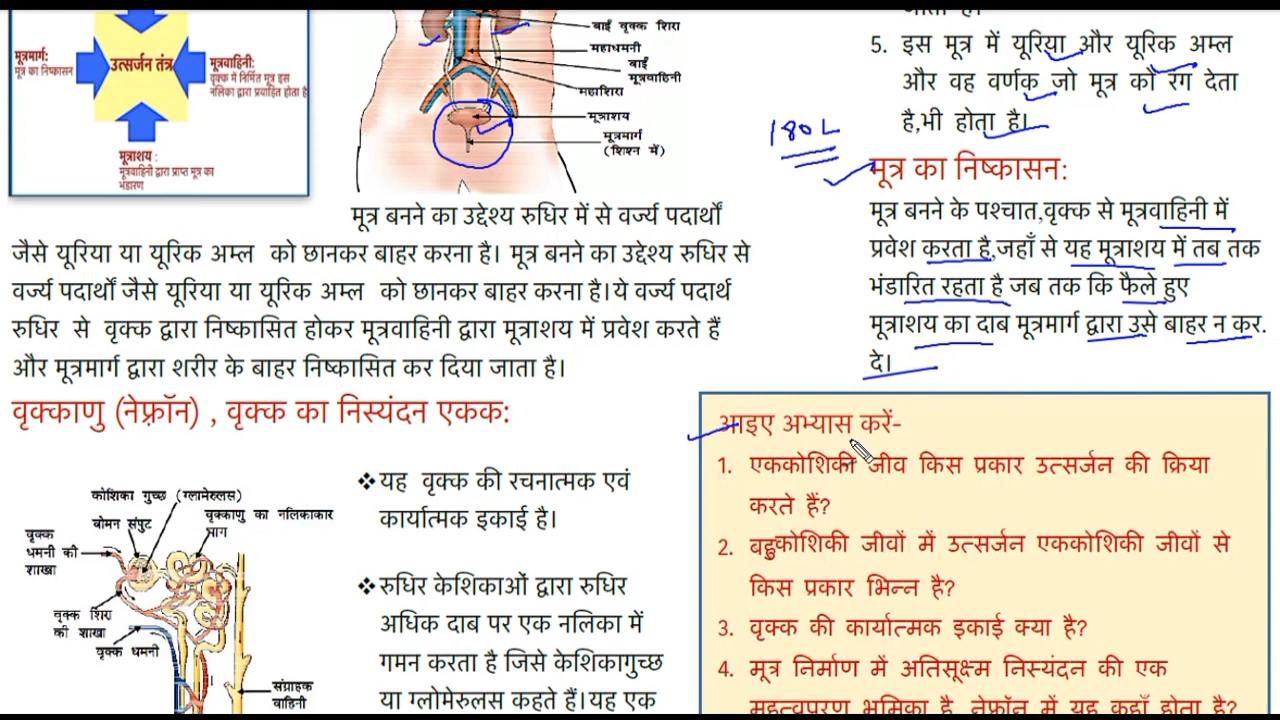 मूत्रमार्ग:
मूत्र का निष्कासन
उत्सर्जन तंत्र
मूत्रवाहिनी:
वृक्क में निर्मित मूत्र इस
नलिका द्वारा प्रवाहित होता है
मूत्राशय :
मूत्रवाहिनी द्वारा प्राप्त मूत्र का
भंडारण
बाईं वृक्क शिरा
महाधमनी
बाईं
मूत्रवाहिनी
महाशिरा
मूत्राशय
मूत्रमार्ग
(शिश्न में)
मूत्र बनने का उद्देश्य रुधिर में से वर्ज्य पदार्थों
जैसे यूरिया या यूरिक अम्ल को छानकर बाहर करना है। मूत्र बनने का उद्देश्य रुधिर से
वर्ज्य पदार्थों जैसे यूरिया या यूरिक अम्ल को छानकर बाहर करना है।ये वर्ज्य पदार्थ
रुधिर से वृक्क द्वारा निष्कासित होकर मूत्रवाहिनी द्वारा मूत्राशय में प्रवेश करते हैं
और मूत्रमार्ग द्वारा शरीर के बाहर निष्कासित कर दिया जाता है।
वृक्काणु (नेफ़्रॉन) , वृक्क का निस्यंदन एकक:
कोशिका गुच्छ (ग्लामेरुलस)
बोमन संपुट
वृक्काणु का नलिकाकार
भाग
वृक्क
धमनी की
शाखा
वृक्क शिरा
की शाखा
वृक्क धमनी
संग्राहक
वाहिनी
❖यह वृक्क की रचनात्मक एवं
कार्यात्मक इकाई है।
❖रुधिर केशिकाओं द्वारा रुधिर
अधिक दाब पर एक नलिका में
गमन करता है जिसे केशिकागुच्छ
या ग्लोमेरुलस कहते हैं।यह एक
जाता है।
5. इस मूत्र में यूरिया और यूरिक अम्ल
और वह वर्णक जो मूत्र को रंग देता
है,भी होता है।
180 L
मूत्र का निष्कासन:
मूत्र बनने के पश्चात,वृक्क से मूत्रवाहिनी में
प्रवेश करता है,जहाँ से यह मूत्राशय में तब तक
भंडारित रहता है जब तक कि फैले हुए
मूत्राशय का दाब मूत्रमार्ग द्वारा उसे बाहर न कर.
दे।
आइए अभ्यास करें-
1. एककोशिकी जीव किस प्रकार उत्सर्जन की क्रिया
करते हैं?
2. बहुकोशिकी जीवों में उत्सर्जन एककोशिकी जीवों से
किस प्रकार भिन्न है?
3. वृक्क की कार्यात्मक इकाई क्या है?
4. मूत्र निर्माण में अतिसूक्ष्म निस्यंदन की एक
महत्वपूरण भूमिका है, नेफ्रॉन में यह कहाँ होता है?